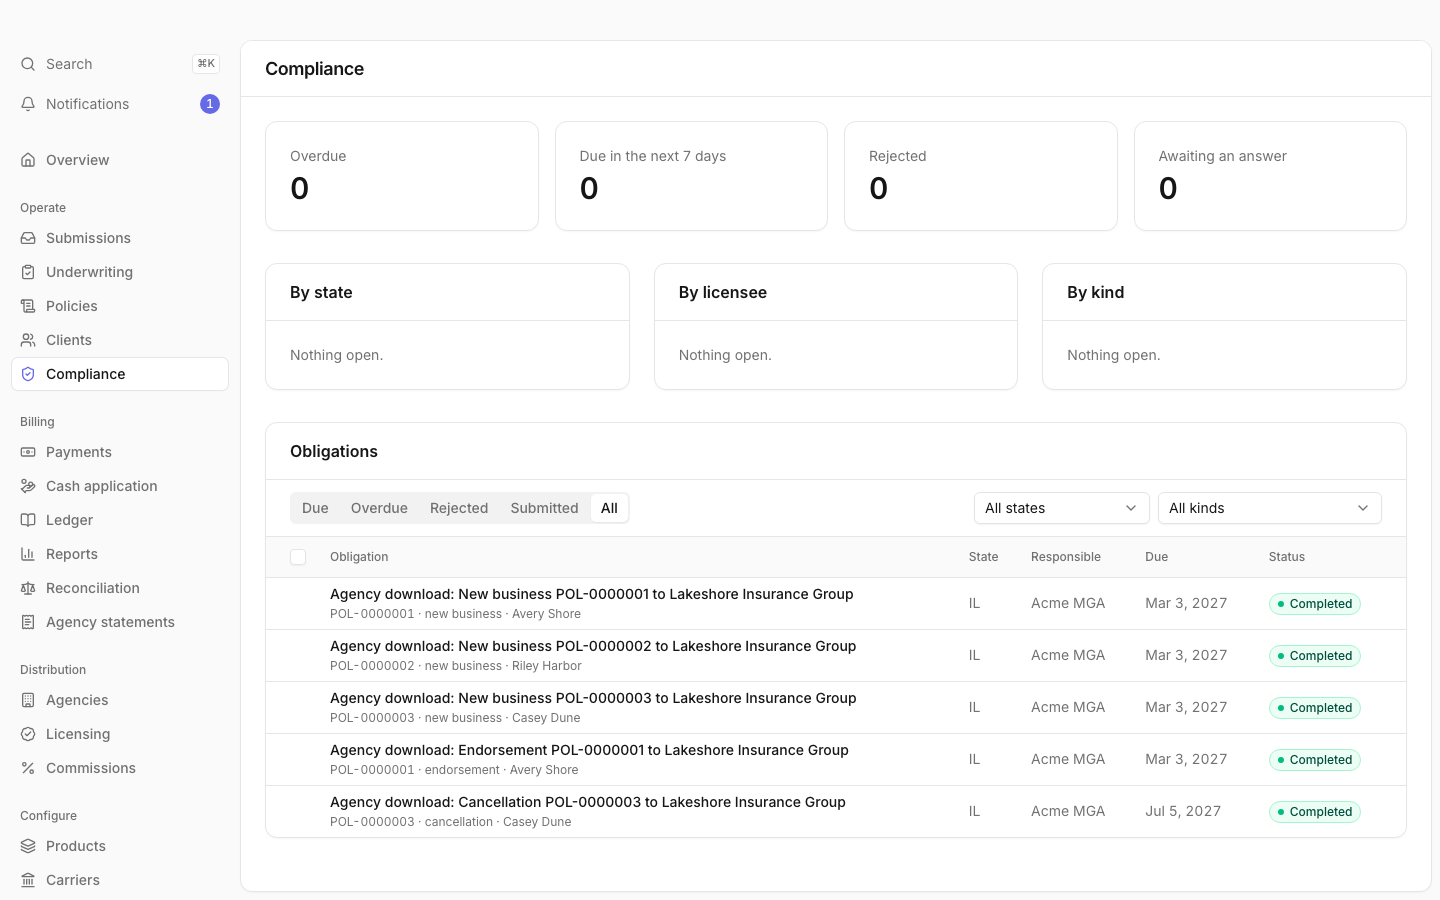 Search ⌘K
Notifications 1
Overview
Operate
Submissions
Underwriting
Policies
Clients
Compliance
Billing
Payments
Cash application
Ledger
Reports
Reconciliation
Agency statements
Distribution
Agencies
Licensing
Commissions
Configure
Products
Carriers
Compliance
Overdue
0
Due in the next 7 days
0
Rejected
0
Awaiting an answer
0
By state
Nothing open.
By licensee
Nothing open.
By kind
Nothing open.
Obligations
Due Overdue Rejected Submitted All All states All kinds
Obligation State Responsible Due Status
Agency download: New business POL-0000001 to Lakeshore Insurance Group
POL-0000001 · new business · Avery Shore
IL Acme MGA Mar 3, 2027 Completed
Agency download: New business POL-0000002 to Lakeshore Insurance Group
POL-0000002 · new business · Riley Harbor
IL Acme MGA Mar 3, 2027 Completed
Agency download: New business POL-0000003 to Lakeshore Insurance Group
POL-0000003 · new business · Casey Dune
IL Acme MGA Mar 3, 2027 Completed
Agency download: Endorsement POL-0000001 to Lakeshore Insurance Group
POL-0000001 · endorsement · Avery Shore
IL Acme MGA Mar 3, 2027 Completed
Agency download: Cancellation POL-0000003 to Lakeshore Insurance Group
POL-0000003 · cancellation · Casey Dune
IL Acme MGA Jul 5, 2027 Completed